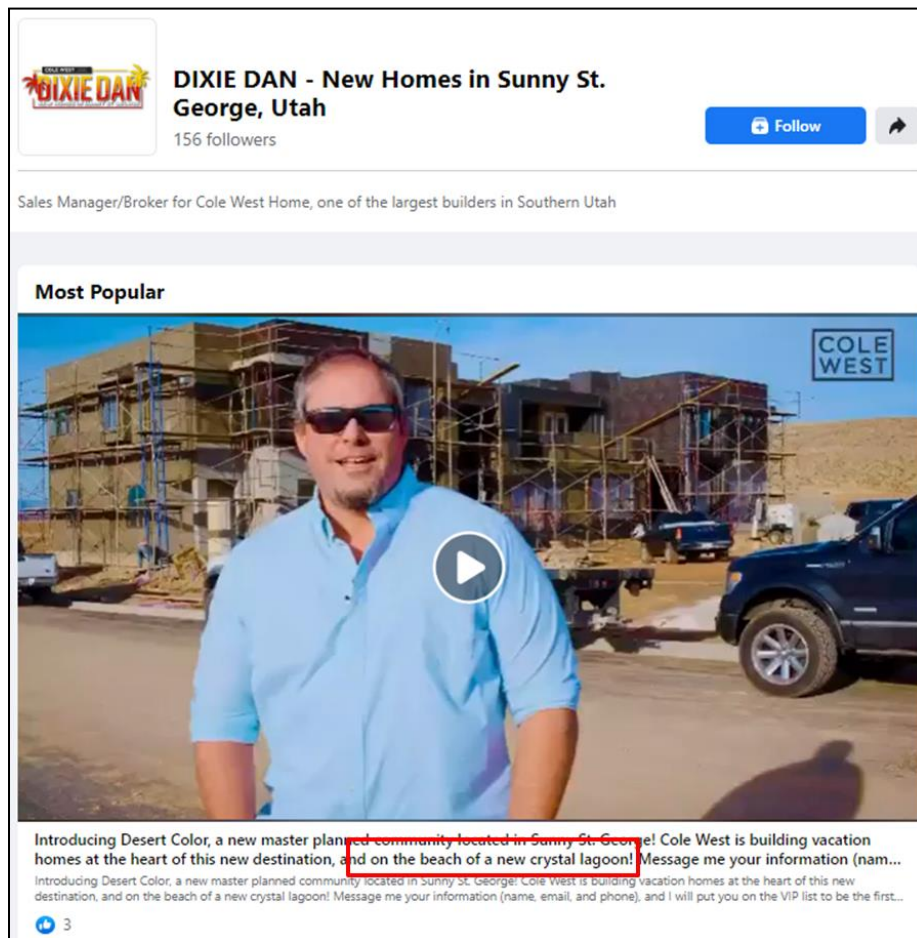 COLE WEST
DIXIE DAN
DIXIE DAN - New Homes in Sunny St.
George, Utah
156 followers
Follow
Sales Manager/Broker for Cole West Home, one of the largest builders in Southern Utah
Most Popular
COLE
WEST
Introducing Desert Color, a new master planned community located in Sunny St. George! Cole West is building vacation
homes at the heart of this new destination, and on the beach of a new crystal lagoon! Message me your information (nam...
Introducing Desert Color, a new master planned community located in Sunny St. George! Cole West is building vacation homes at the heart of this new
destination, and on the beach of a new crystal lagoon! Message me your information (name, email, and phone), and I will put you on the VIP list to be the first...
3